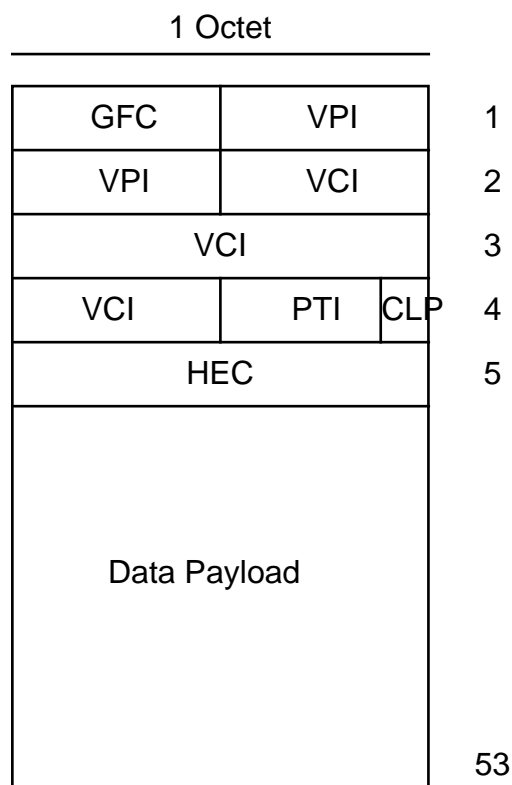 1 Octet
GFC VPI 1
VPI VCI 2
VCI 3
VCI PTI CLP 4
HEC 5
Data Payload
53